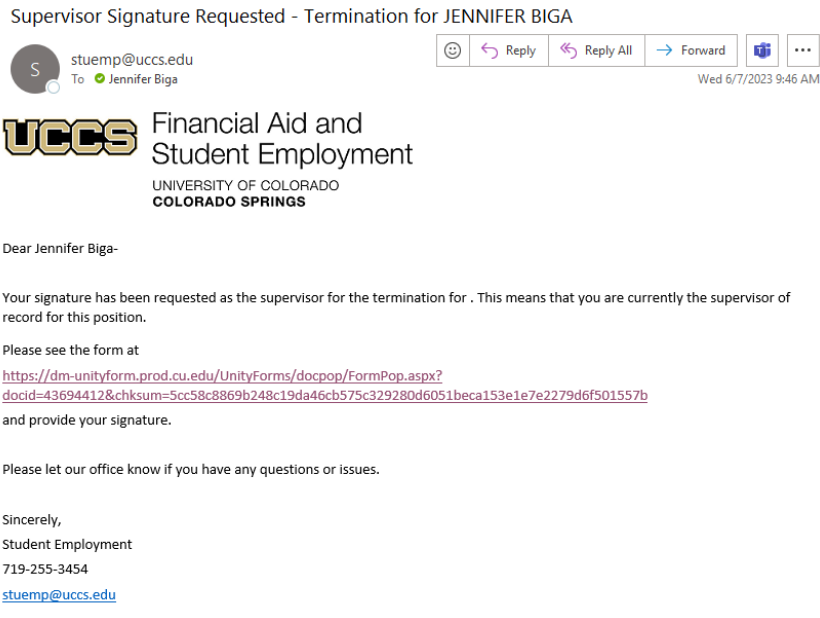 Supervisor Signature Requested - Termination for JENNIFER BIGA
S
stuemp@uccs.edu
To Jennifer Biga
Reply
Reply All
Forward
Wed 6/7/2023 9:46 AM
UCCS
Financial Aid and
Student Employment
UNIVERSITY OF COLORADO
COLORADO SPRINGS
Dear Jennifer Biga-
Your signature has been requested as the supervisor for the termination for . This means that you are currently the supervisor of
record for this position.
Please see the form at
https://dm-unityform.prod.cu.edu/UnityForms/docpop/FormPop.aspx?
docid=43694412&chksum=5cc58c8869b248c19da46cb575c329280d6051beca153e1e7e2279d6f501557b
and provide your signature.
Please let our office know if you have any questions or issues.
Sincerely,
Student Employment
719-255-3454
stuemp@uccs.edu